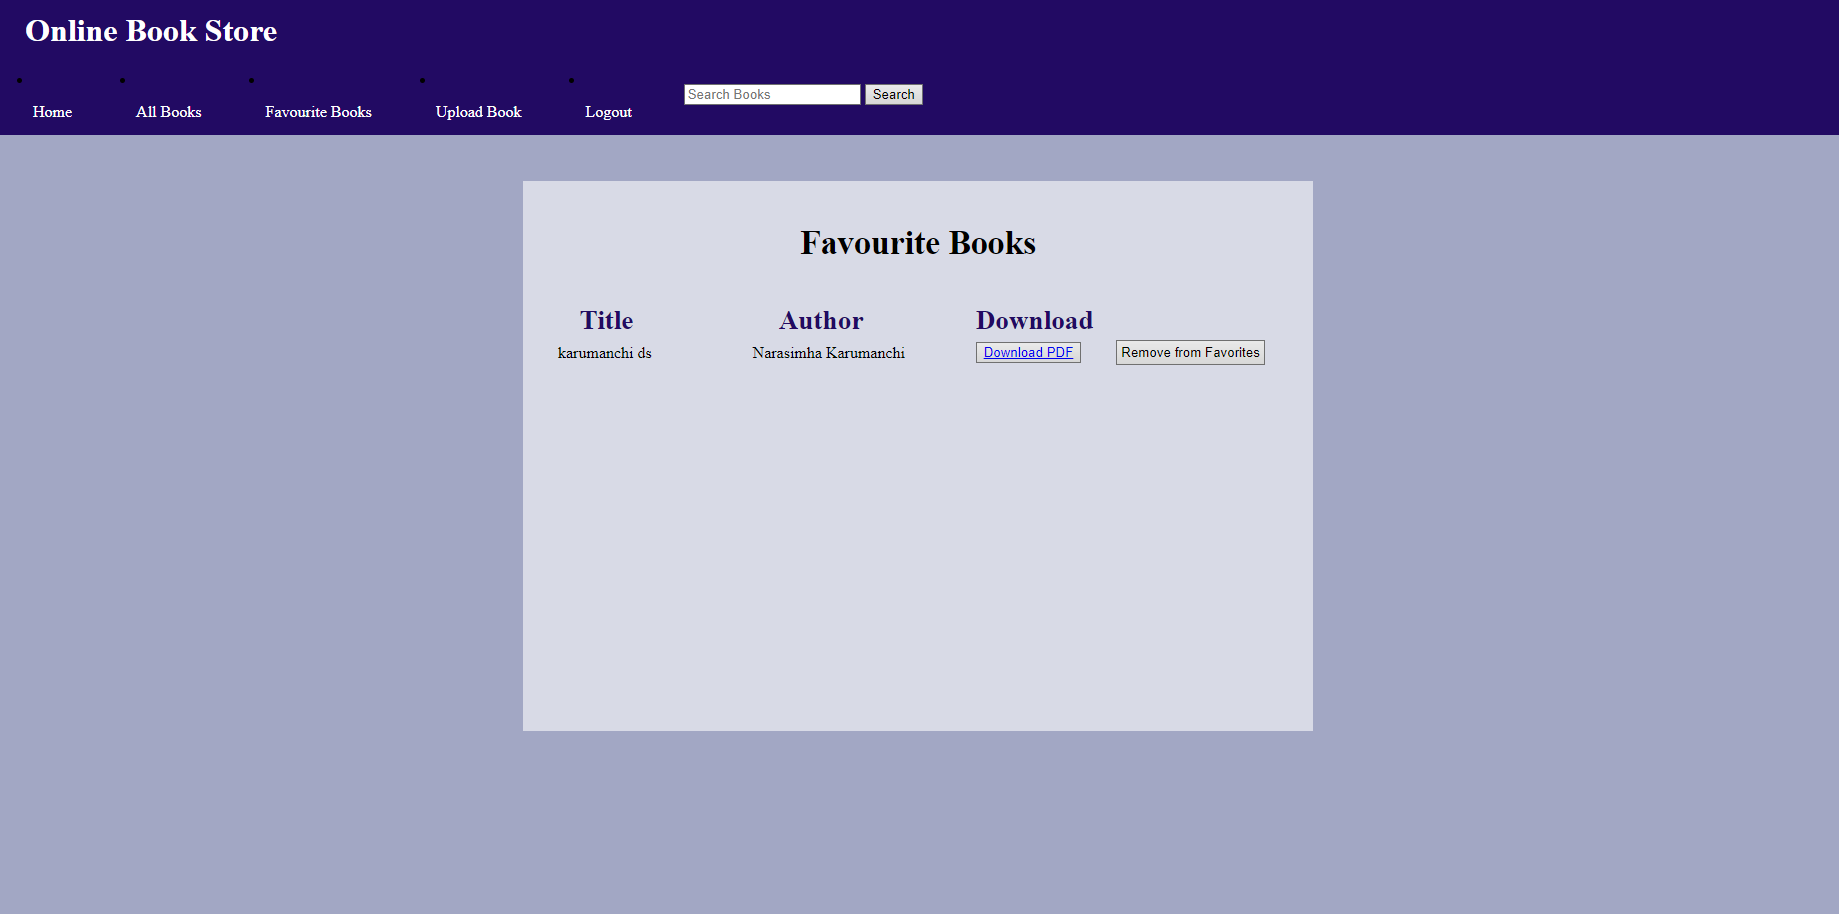 Online Book Store
Home All Books Favourite Books Upload Book Logout Search Books Search
Favourite Books
Title Author Download
karumanchi ds Narasimha Karumanchi Download PDF Remove from Favorites